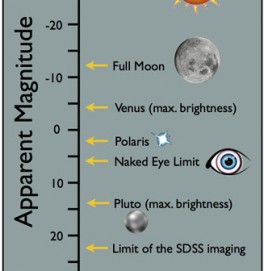 Apparent Magnitude
-20
Full Moon
-10
Venus (max. brightness)
0
Polaris
Naked Eye Limit
10
Pluto (max. brightness)
20
Limit of the SDSS imaging